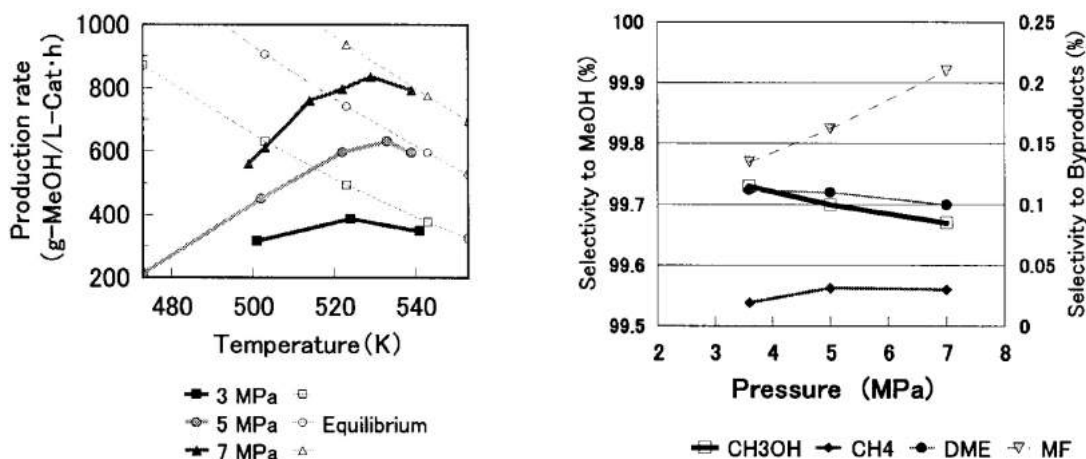 Production rate
(g-MeOH/L-Cat·h)
1000
800
600
400
200
480 500 520 540
Temperature(K)
3 MPa
5 MPa Equilibrium
7 MPa
Selectivity to MeOH (%)
100
99.9
99.8
99.7
99.6
99.5
0.25
0.2
0.15
0.1
0.05
0
Selectivity to Byproducts (%)
2 3 4 5 6 7 8
Pressure (MPa)
CH3OH CH4 DME MF